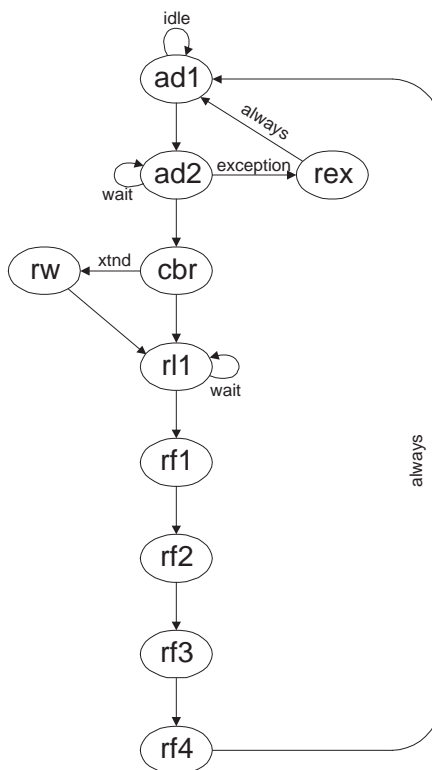 idle
ad1
always
ad2
exception
rex
wait
xtnd
rw
cbr
rl1
wait
rf1
always
rf2
rf3
rf4